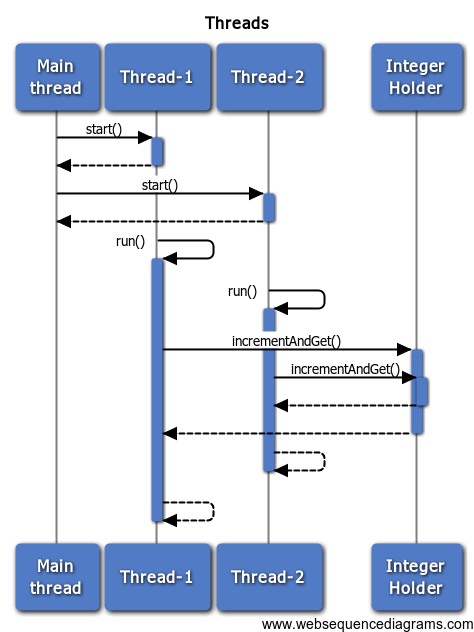 Threads
Main
thread
Thread-1
Thread-2
Integer
Holder
start()
start()
run()
run()
incrementAndGet()
incrementAndGet()
Main
thread
Thread-1
Thread-2
Integer
Holder
www.websequencediagrams.com